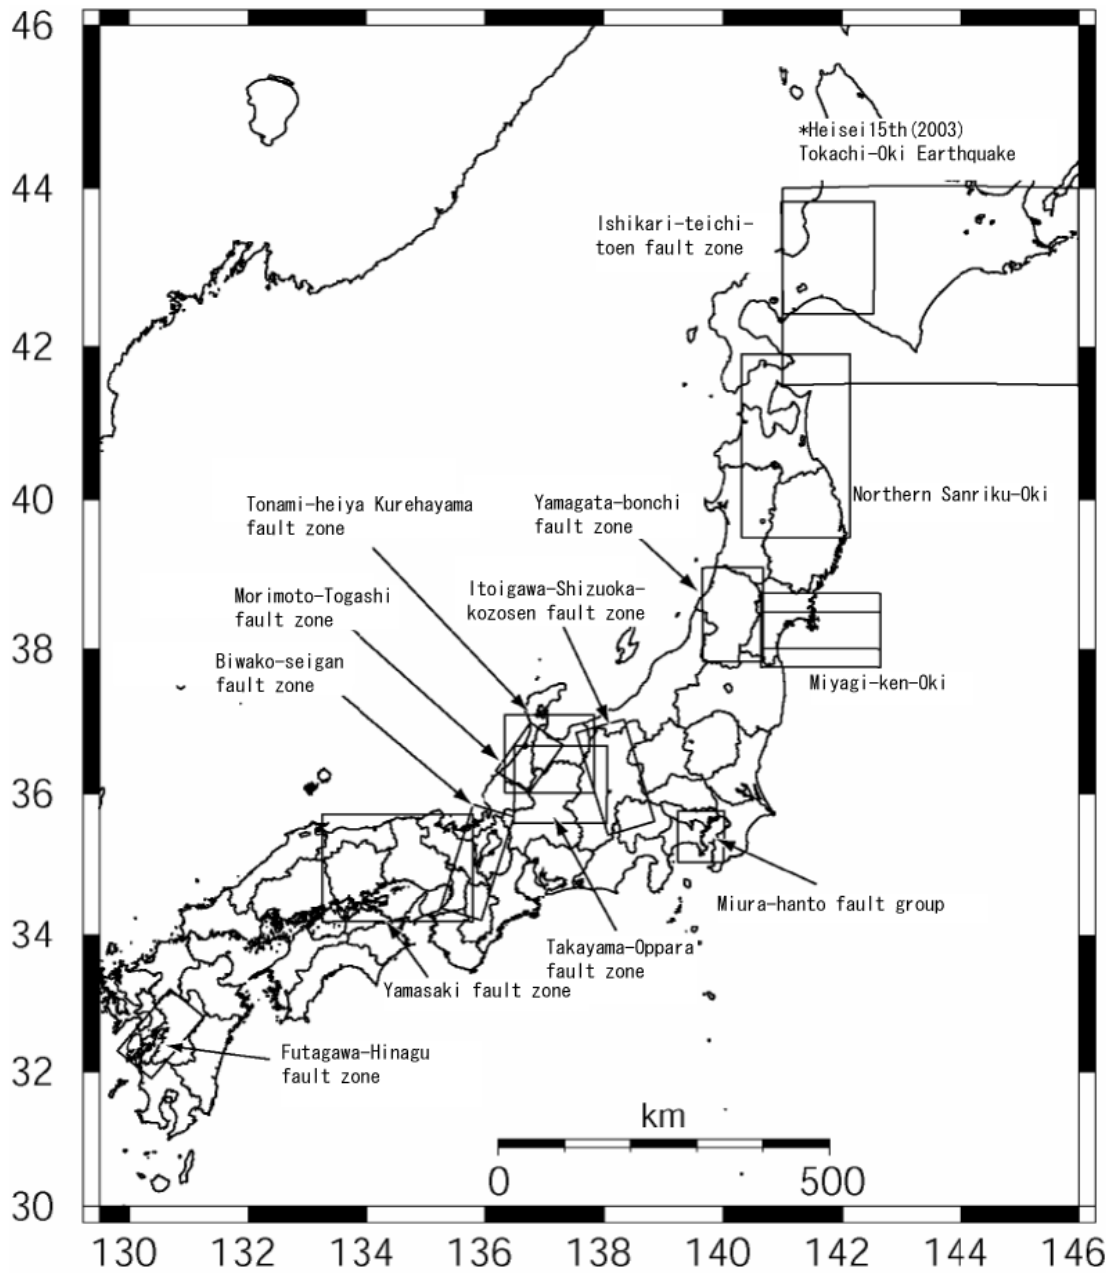 46
*Heisei15th(2003)
Tokachi-Oki Earthquake
44
Ishikari-teichi-
toen fault zone
42
40
Tonami-heiya Kurehayama
fault zone
Yamagata-bonchi
fault zone
Northern Sanriku-Oki
Morimoto-Togashi
fault zone
Itoigawa-Shizuoka-
kozosen fault zone
38
Biwako-seigan
fault zone
Miyagi-ken-Oki
36
Miura-hanto fault group
34
Takayama-Oppara
fault zone
Yamasaki fault zone
32
Futagawa-Hinagu
fault zone
km
0 500
30
130 132 134 136 138 140 142 144 146